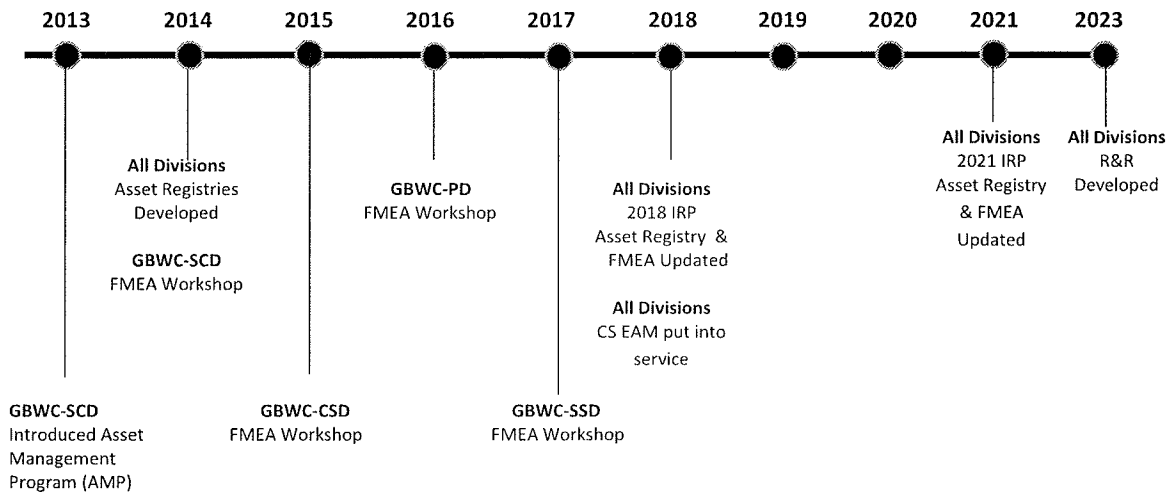 2013 2014 2015 2016 2017 2018 2019 2020 2021 2023
All Divisions
Asset Registries
Developed
GBWC-SCD
FMEA Workshop
GBWC-PD
FMEA Workshop
All Divisions
2018 IRP
Asset Registry &
FMEA Updated
All Divisions
CS EAM put into
service
All Divisions
2021 IRP
Asset Registry
& FMEA
Updated
All Divisions
R&R
Developed
GBWC-SCD
Introduced Asset
Management
Program (AMP)
GBWC-CSD
FMEA Workshop
GBWC-SSD
FMEA Workshop